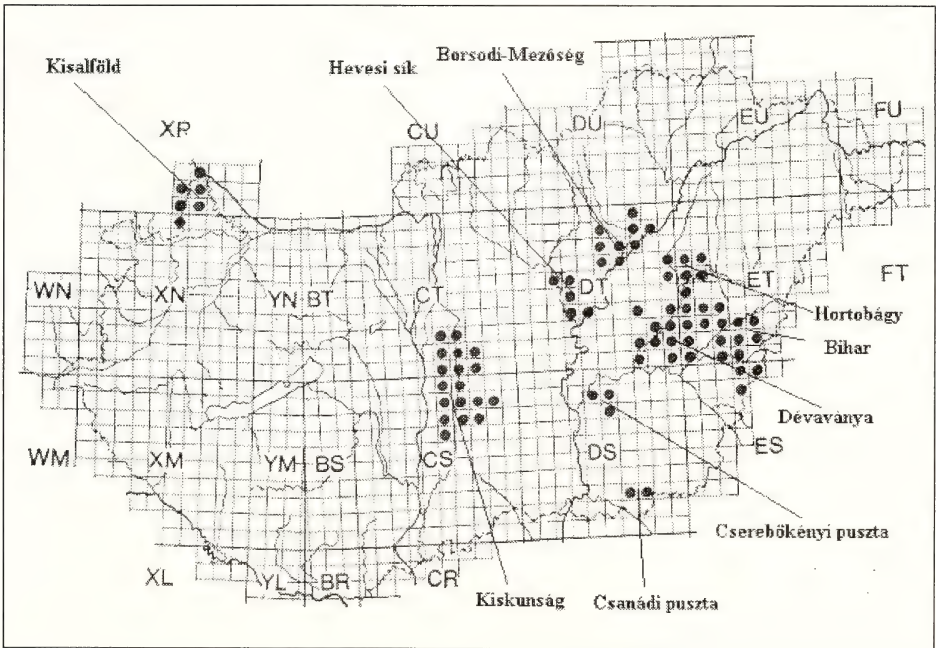 Borsodi-Mezőség
Kisalföld
Hevesi sík
XP
CU
DU
EU
FU
WN
XN
YN
BT
CT
DT
ET
FT
Hortobágy
Bihar
Dévaványa
WM
XM
YM
BS
CS
DS
ES
Cserebökényi puszta
XL
YL
BR
CR
Kiskunság
Csanádi puszta